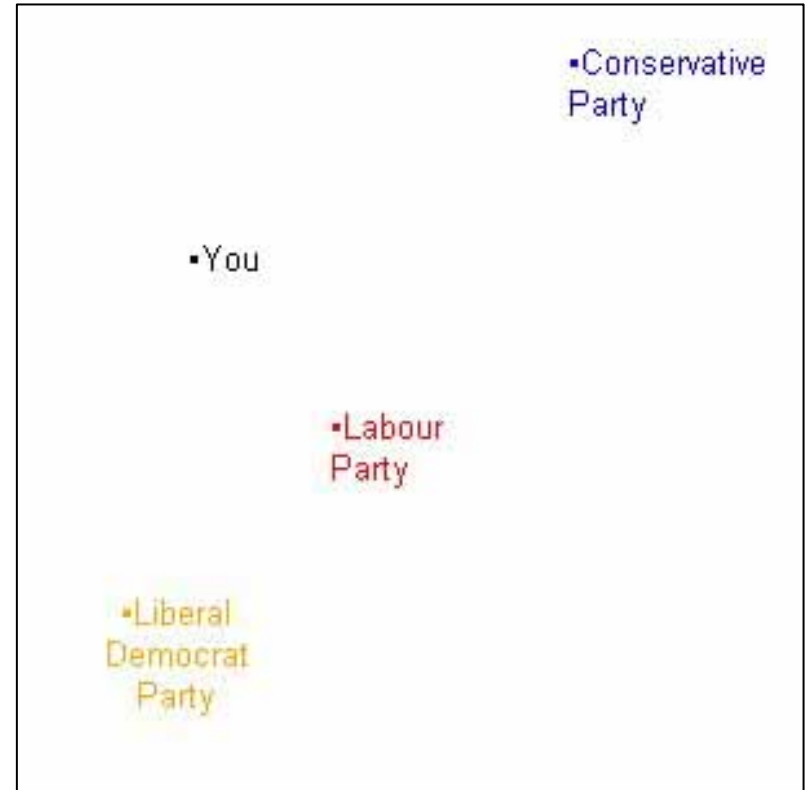 ▪Conservative
Party
▪You
▪Labour
Party
▪Liberal
Democrat
Party